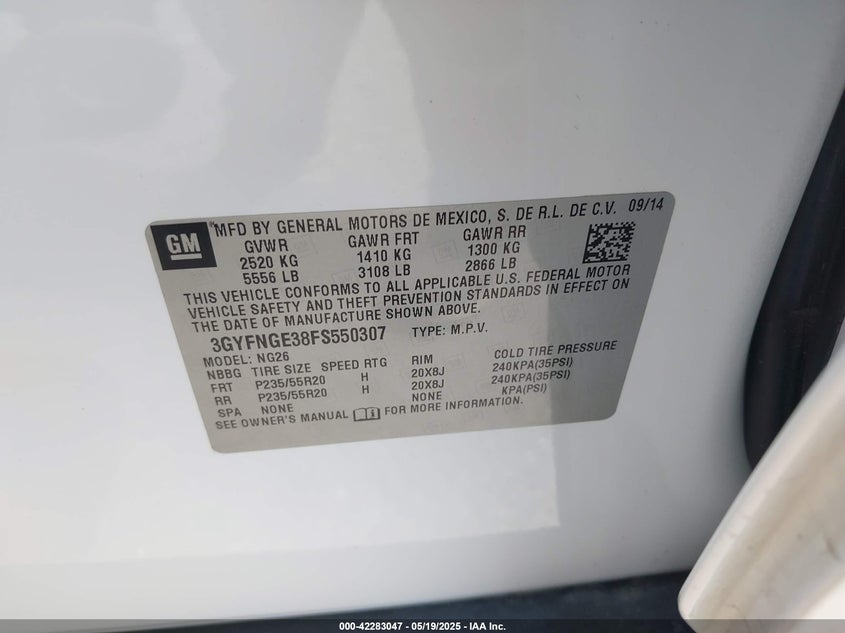 GM
MFD BY GENERAL MOTORS DE MEXICO, S. DE R.L. DE C.V. 09/14
GVWR GAWR FRT GAWR RR
2520 KG 1410 KG 1300 KG
5556 LB 3108 LB 2866 LB
THIS VEHICLE CONFORMS TO ALL APPLICABLE U.S. FEDERAL MOTOR
VEHICLE SAFETY AND THEFT PREVENTION STANDARDS IN EFFECT ON
THE DATE OF MANUFACTURE SHOWN ABOVE.
3GYFNGE38FS550307 TYPE: M.P.V.
MODEL: NG26
NBBG TIRE SIZE SPEED RTG RIM COLD TIRE PRESSURE
FRT P235/55R20 H 20X8J 240KPA(35PSI)
RR P235/55R20 H 20X8J 240KPA(35PSI)
SPA NONE NONE KPA(PSI)
SEE OWNER'S MANUAL FOR MORE INFORMATION.
000-42283047 - 05/19/2025 - IAA Inc.